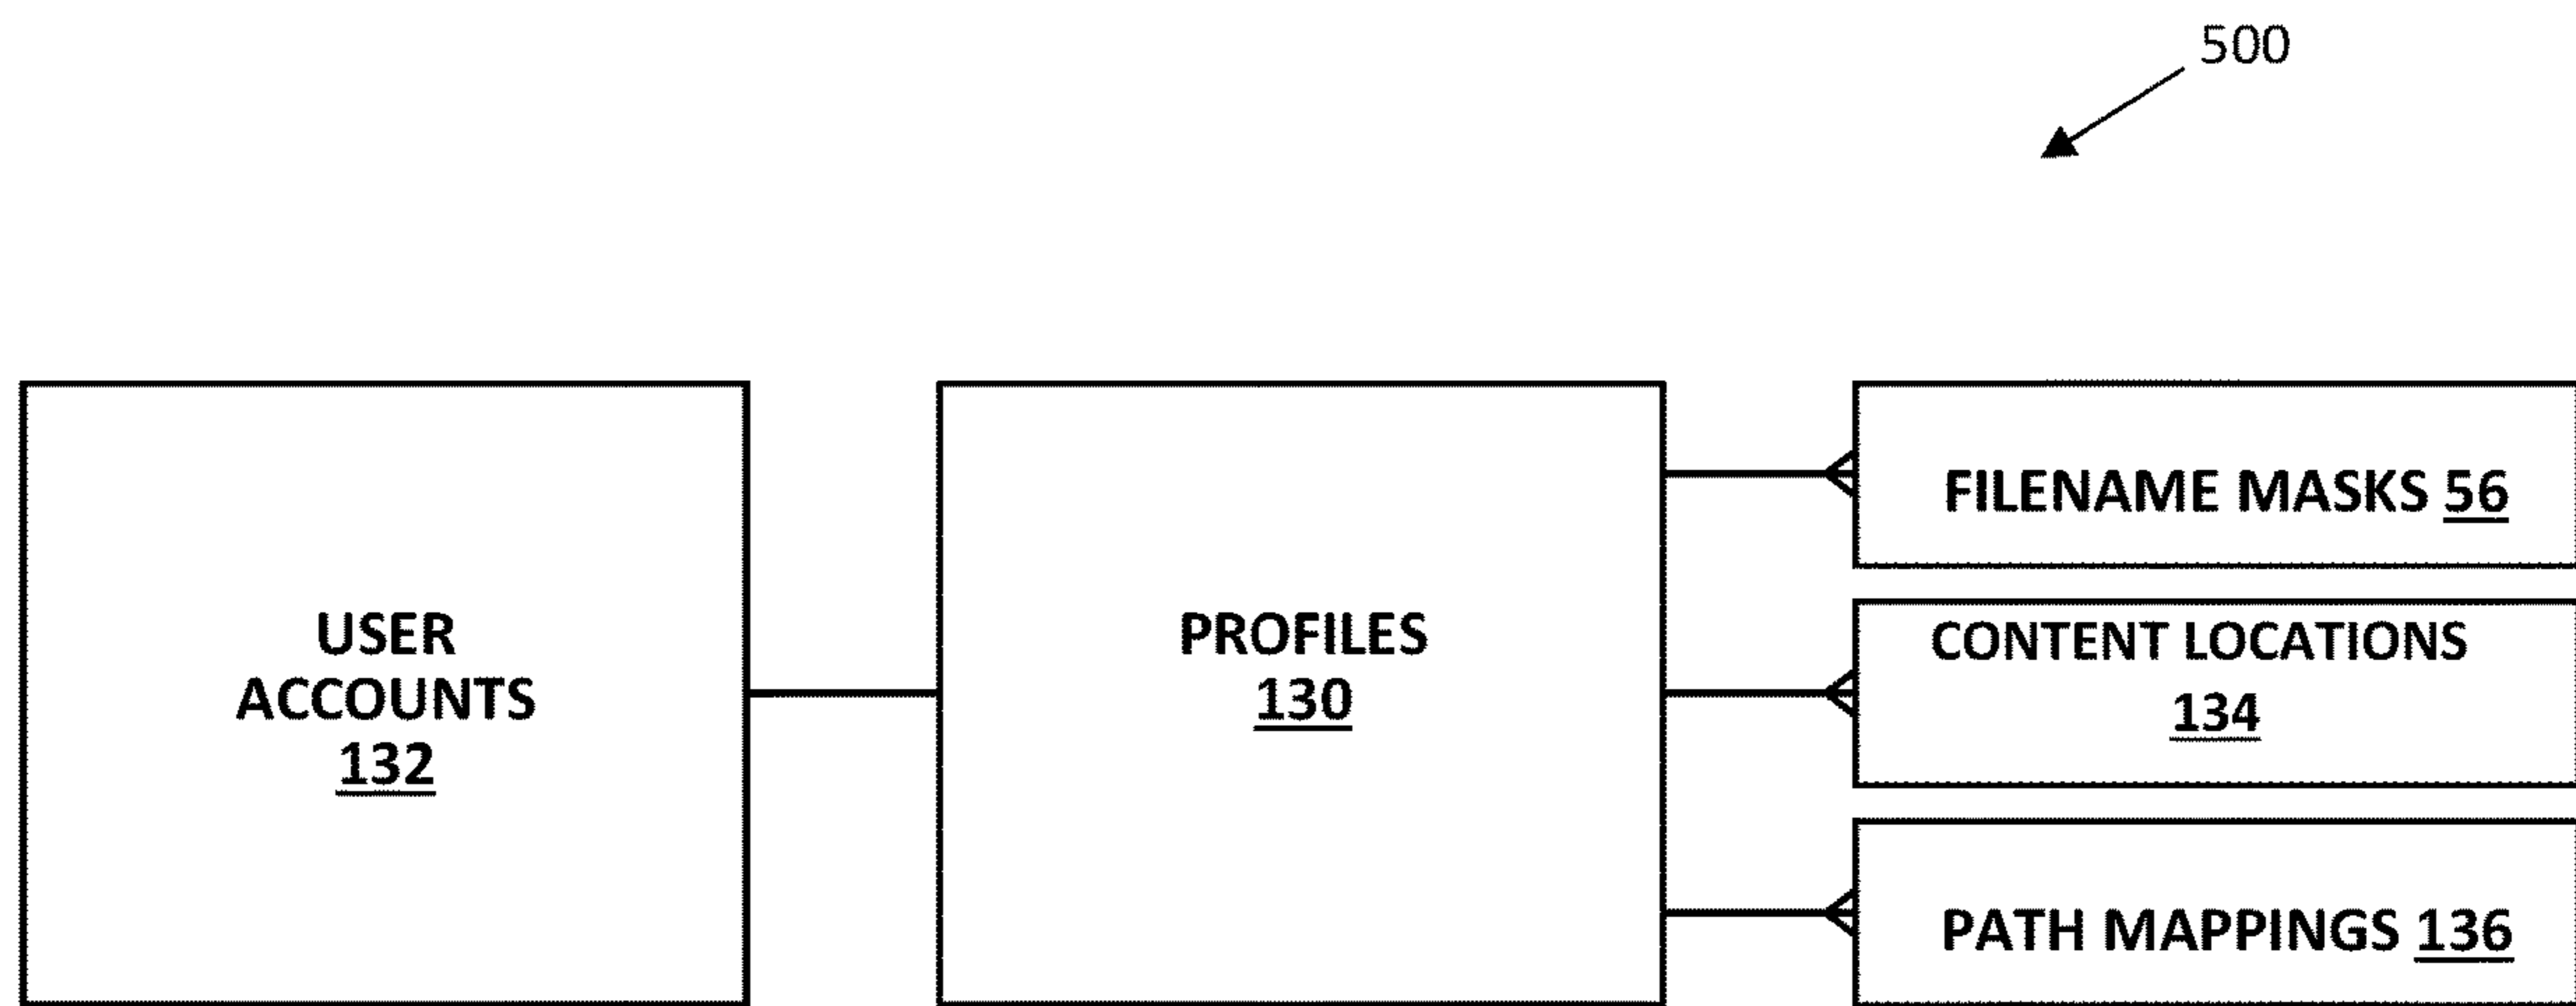 500
USER
ACCOUNTS
132
PROFILES
130
FILENAME MASKS 56
CONTENT LOCATIONS
134
PATH MAPPINGS 136